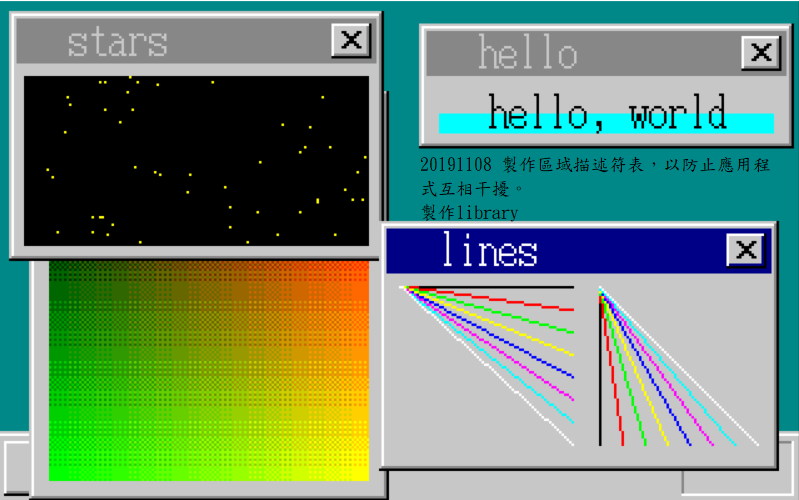 stars
hello
hello, world
20191108 製作區域描述符表，以防止應用程
式互相干擾。
製作library
lines